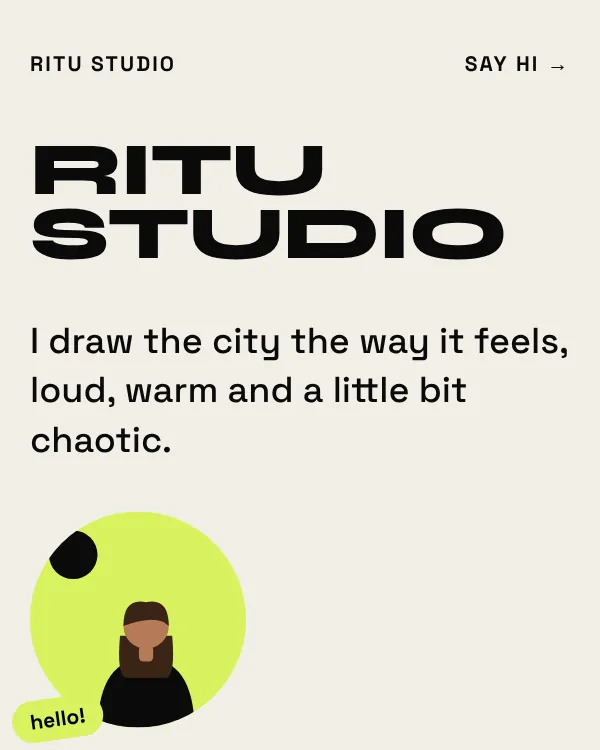 RITU STUDIO
SAY HI →
RITU
STUDIO
I draw the city the way it feels,
loud, warm and a little bit
chaotic.
hello!